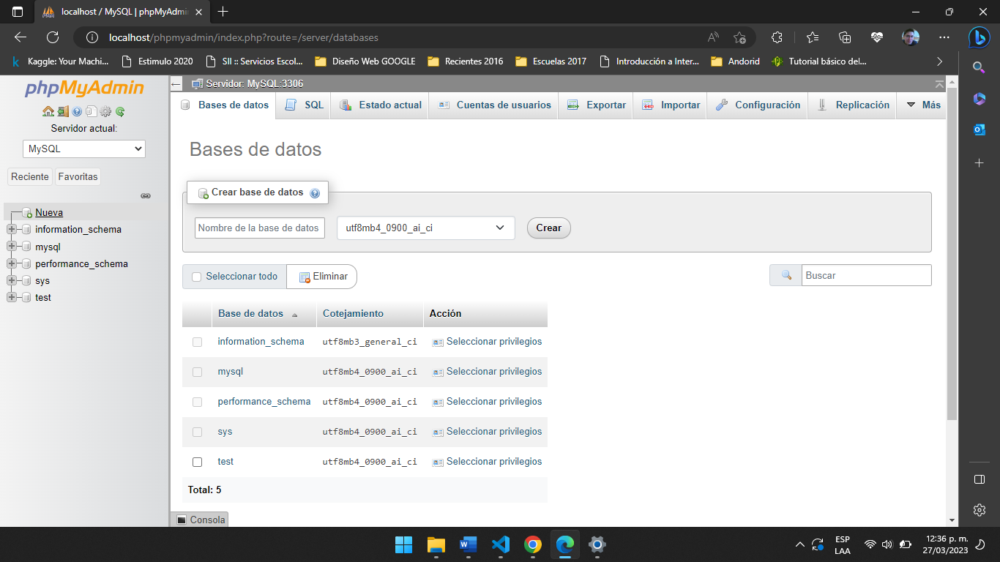 localhost / MySQL | phpMyAdmin
localhost/phpmyadmin/index.php?route=/server/databases
Kaggle: Your Machi... Estimulo 2020 SII :: Servicios Escol... Diseño Web GOOGLE Recientes 2016 Escuelas 2017 Introducción a Inter... Andorid Tutorial básico del...
phpMyAdmin
Servidor actual:
MySQL
Reciente Favoritas
Nueva
information_schema
mysql
performance_schema
sys
test
Servidor: MySQL:3306
Bases de datos SQL Estado actual Cuentas de usuarios Exportar Importar Configuración Replicación Más
Bases de datos
Crear base de datos
Nombre de la base de datos utf8mb4_0900_ai_ci Crear
Seleccionar todo Eliminar Buscar
Base de datos Cotejamiento Acción
information_schema utf8mb3_general_ci Seleccionar privilegios
mysql utf8mb4_0900_ai_ci Seleccionar privilegios
performance_schema utf8mb4_0900_ai_ci Seleccionar privilegios
sys utf8mb4_0900_ai_ci Seleccionar privilegios
test utf8mb4_0900_ai_ci Seleccionar privilegios
Total: 5
Consola
ESP
LAA
12:36 p. m.
27/03/2023